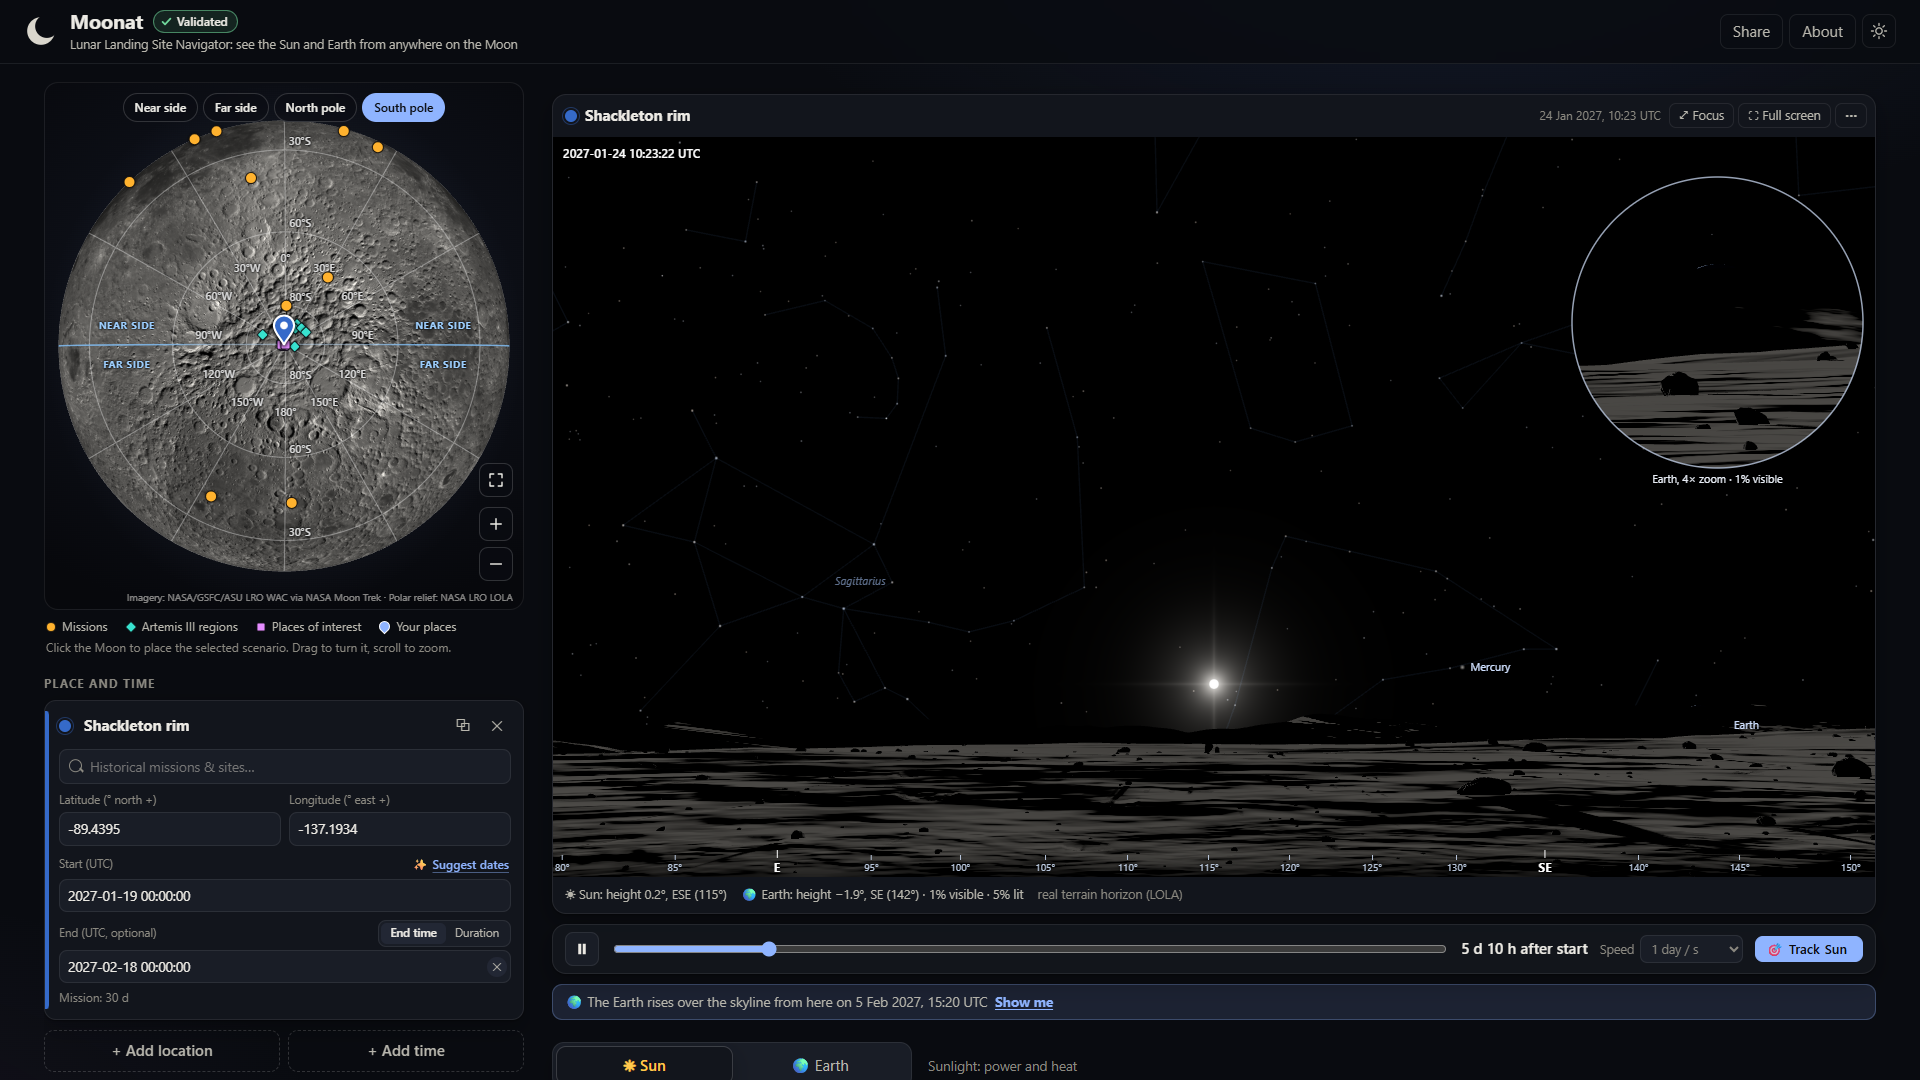 Moonat
Validated
Lunar Landing Site Navigator: see the Sun and Earth from anywhere on the Moon
Share
About
Near side
Far side
North pole
South pole
30°S
60°S
0°
30°W
30°E
60°W
80°S
60°E
NEAR SIDE
NEAR SIDE
90°W
90°E
FAR SIDE
FAR SIDE
120°W
80°S
120°E
150°W
150°E
180°
60°S
30°S
Imagery: NASA/GSFC/ASU LRO WAC via NASA Moon Trek · Polar relief: NASA LRO LOLA
Missions
Artemis III regions
Places of interest
Your places
Click the Moon to place the selected scenario. Drag to turn it, scroll to zoom.
PLACE AND TIME
Shackleton rim
Historical missions & sites...
Latitude (° north +)
Longitude (° east +)
-89.4395
-137.1934
Start (UTC)
Suggest dates
2027-01-19 00:00:00
End (UTC, optional)
End time
Duration
2027-02-18 00:00:00
Mission: 30 d
+ Add location
+ Add time
Shackleton rim
24 Jan 2027, 10:23 UTC
Focus
Full screen
2027-01-24 10:23:22 UTC
Earth, 4× zoom · 1% visible
Sagittarius
Mercury
Earth
80°
85°
E
95°
100°
105°
110°
115°
120°
125°
130°
SE
140°
145°
150°
Sun: height 0.2°, ESE (115°)
Earth: height −1.9°, SE (142°) · 1% visible · 5% lit
real terrain horizon (LOLA)
5 d 10 h after start
Speed
1 day / s
Track Sun
The Earth rises over the skyline from here on 5 Feb 2027, 15:20 UTC
Show me
Sun
Earth
Sunlight: power and heat